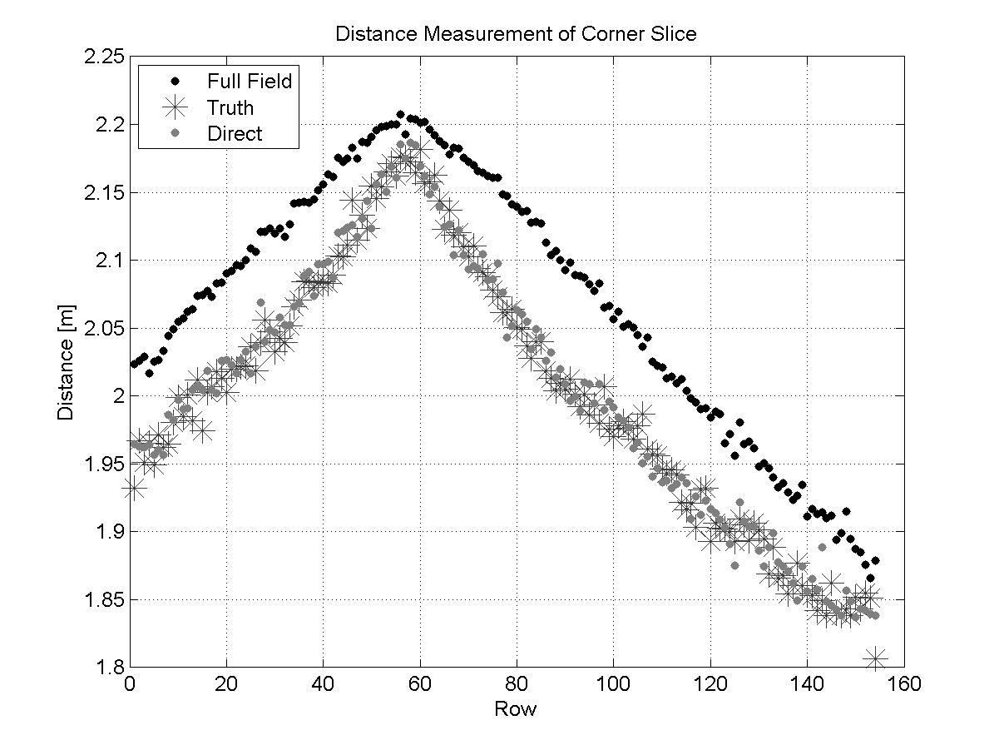 Distance Measurement of Corner Slice
2.25
2.2
2.15
2.1
2.05
2
1.95
1.9
1.85
1.8
Full Field
Truth
Direct
Distance [m]
0 20 40 60 80 100 120 140 160
Row